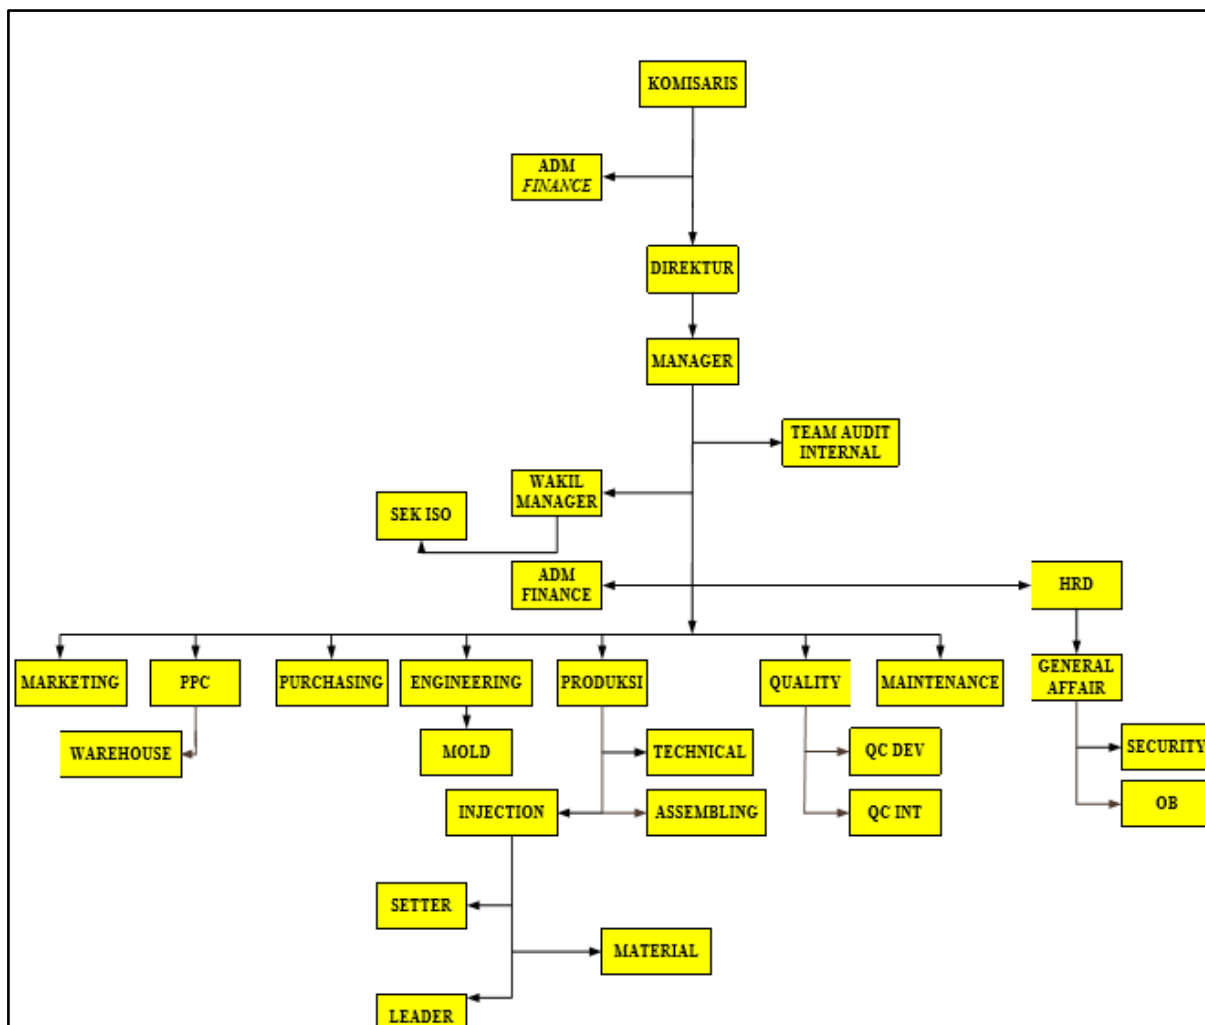 KOMISARIS
ADM
FINANCE
DIREKTUR
MANAGER
TEAM AUDIT
INTERNAL
WAKIL
MANAGER
SEK ISO
ADM
FINANCE
HRD
MARKETING
PPC
PURCHASING
ENGINEERING
PRODUKSI
QUALITY
MAINTENANCE
GENERAL
AFFAIR
WAREHOUSE
MOLD
TECHNICAL
QC DEV
SECURITY
INJECTION
ASSEMBLING
QC INT
OB
SETTER
MATERIAL
LEADER